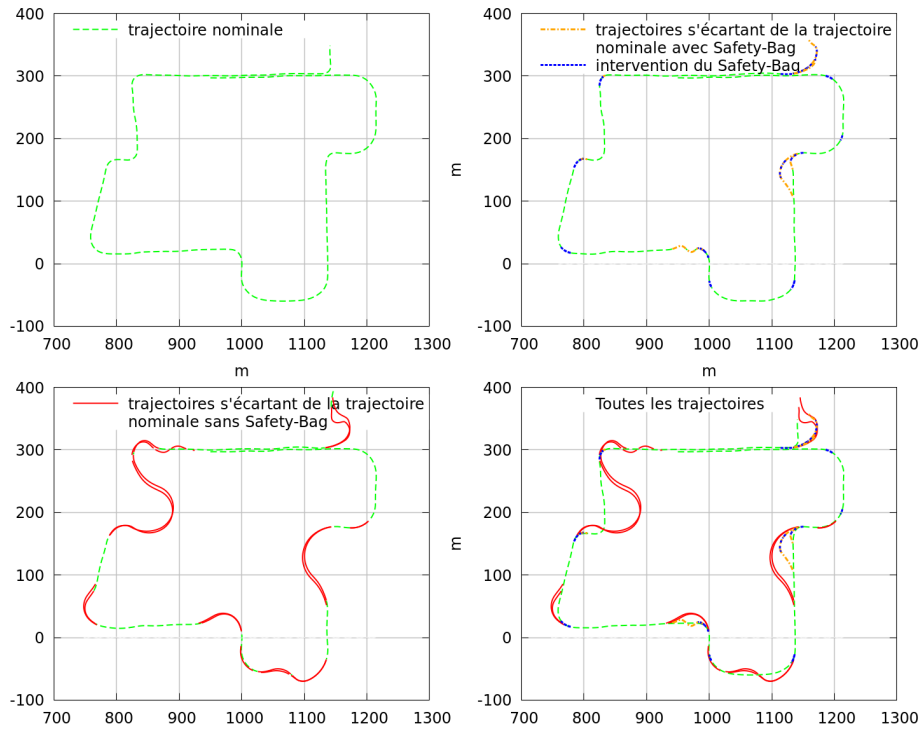 400
300
200
100
0
-100
700 800 900 1000 1100 1200 1300
m
trajectoire nominale
400
300
200
100
0
-100
700 800 900 1000 1100 1200 1300
m
m
trajectoires s'écartant de la trajectoire
nominale avec Safety-Bag
intervention du Safety-Bag
400
300
200
100
0
-100
700 800 900 1000 1100 1200 1300
trajectoires s'écartant de la trajectoire
nominale sans Safety-Bag
400
300
200
100
0
-100
700 800 900 1000 1100 1200 1300
m
Toutes les trajectoires